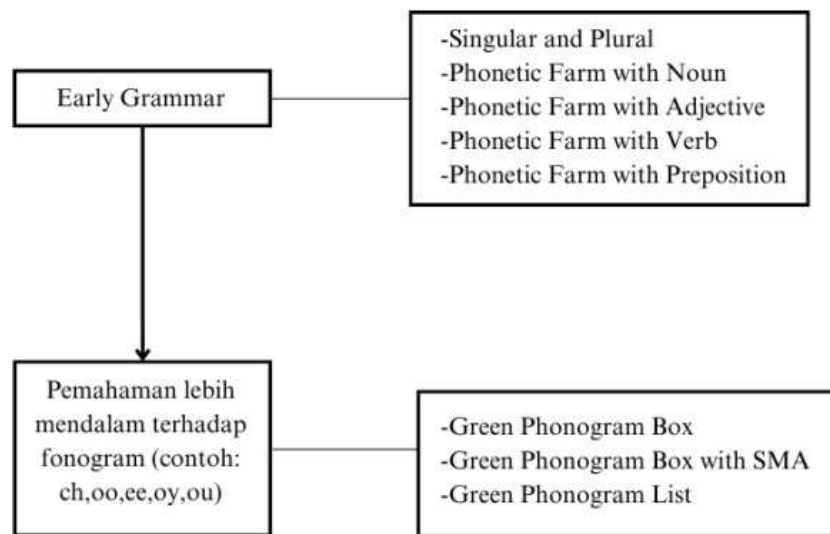 Early Grammar
-Singular and Plural
-Phonetic Farm with Noun
-Phonetic Farm with Adjective
-Phonetic Farm with Verb
-Phonetic Farm with Preposition
Pemahaman lebih
mendalam terhadap
fonogram (contoh:
ch,oo,ee,oy,ou)
-Green Phonogram Box
-Green Phonogram Box with SMA
-Green Phonogram List